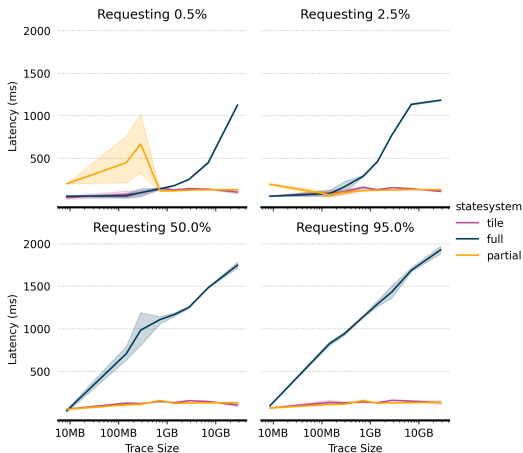 Requesting 0.5%
Requesting 2.5%
2000
1500
1000
500
Latency (ms)
statesystem
tile
full
partial
Requesting 50.0%
Requesting 95.0%
2000
1500
1000
500
Latency (ms)
10MB 100MB 1GB 10GB
10MB 100MB 1GB 10GB
Trace Size
Trace Size